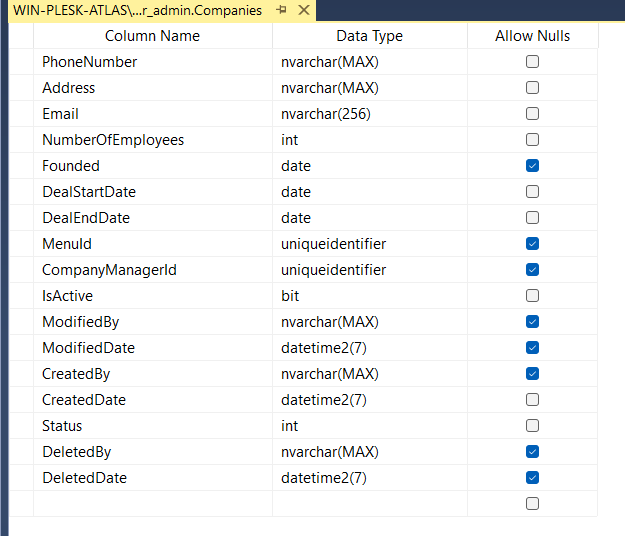 WIN-PLESK-ATLAS\...r_admin.Companies
Column Name Data Type Allow Nulls
PhoneNumber nvarchar(MAX)
Address nvarchar(MAX)
Email nvarchar(256)
NumberOfEmployees int
Founded date
DealStartDate date
DealEndDate date
MenuId uniqueidentifier
CompanyManagerId uniqueidentifier
IsActive bit
ModifiedBy nvarchar(MAX)
ModifiedDate datetime2(7)
CreatedBy nvarchar(MAX)
CreatedDate datetime2(7)
Status int
DeletedBy nvarchar(MAX)
DeletedDate datetime2(7)